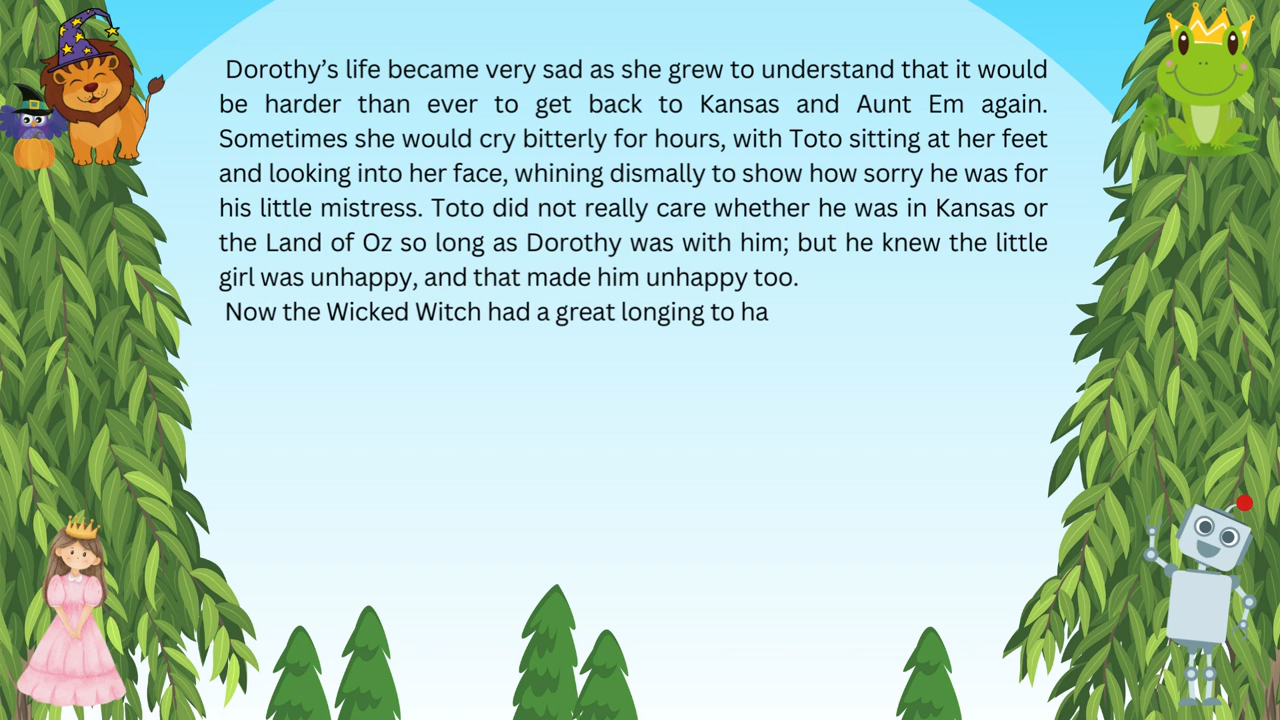 Dorothy’s life became very sad as she grew to understand that it would
be harder than ever to get back to Kansas and Aunt Em again.
Sometimes she would cry bitterly for hours, with Toto sitting at her feet
and looking into her face, whining dismally to show how sorry he was for
his little mistress. Toto did not really care whether he was in Kansas or
the Land of Oz so long as Dorothy was with him; but he knew the little
girl was unhappy, and that made him unhappy too.
Now the Wicked Witch had a great longing to ha